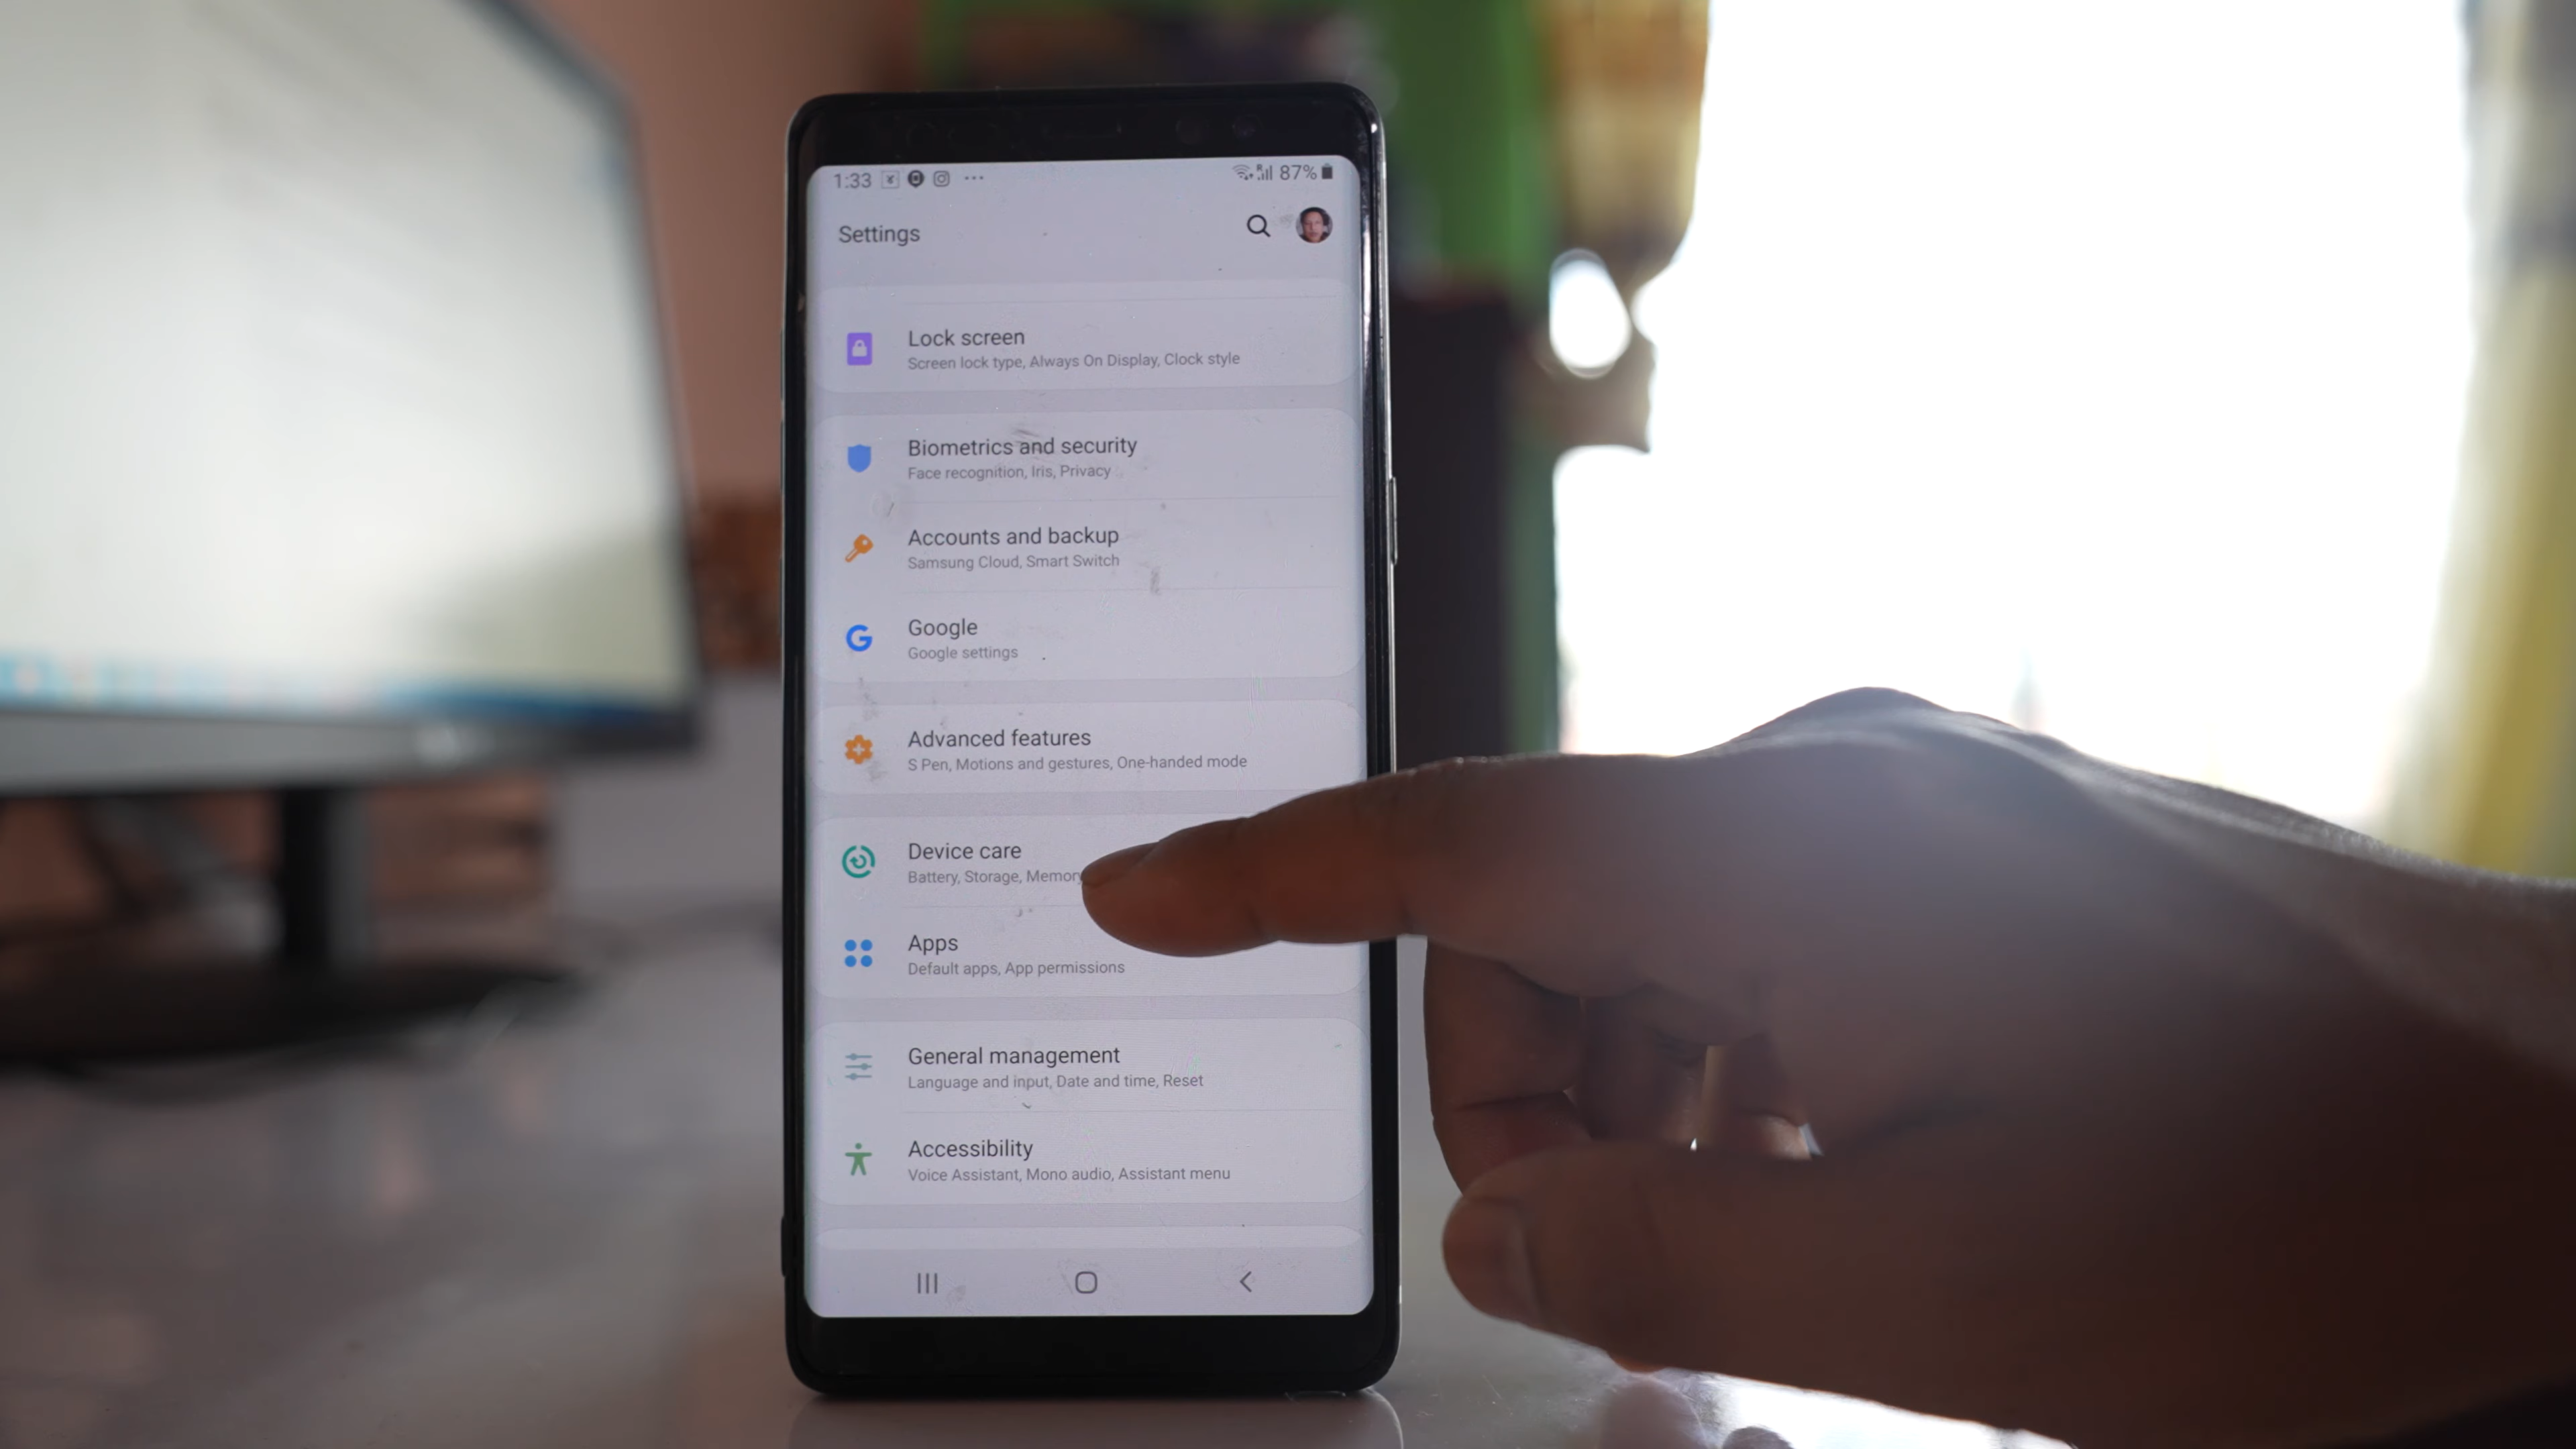 1:33 87%
Settings
Lock screen
Screen lock type, Always On Display, Clock style
Biometrics and security
Face recognition, Iris, Privacy
Accounts and backup
Samsung Cloud, Smart Switch
Google
Google settings
Advanced features
S Pen, Motions and gestures, One-handed mode
Device care
Battery, Storage, Memory
Apps
Default apps, App permissions
General management
Language and input, Date and time, Reset
Accessibility
Voice Assistant, Mono audio, Assistant menu